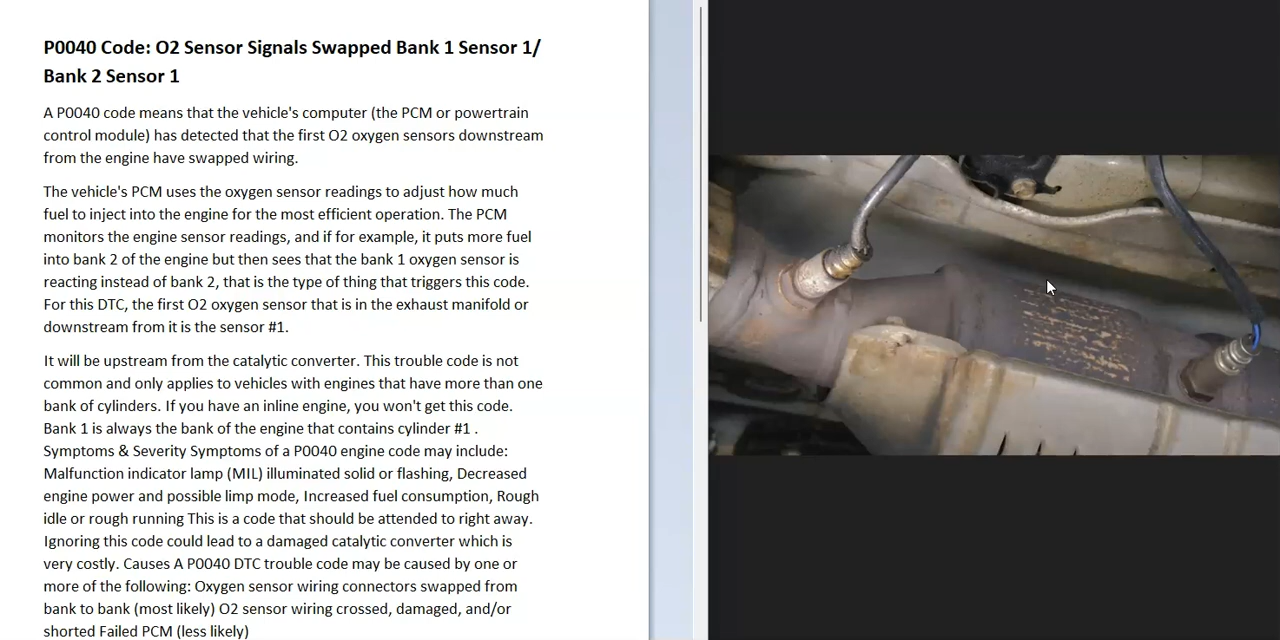 P0040 Code: O2 Sensor Signals Swapped Bank 1 Sensor 1/
Bank 2 Sensor 1
A P0040 code means that the vehicle's computer (the PCM or powertrain
control module) has detected that the first O2 oxygen sensors downstream
from the engine have swapped wiring.
The vehicle's PCM uses the oxygen sensor readings to adjust how much
fuel to inject into the engine for the most efficient operation. The PCM
monitors the engine sensor readings, and if for example, it puts more fuel
into bank 2 of the engine but then sees that the bank 1 oxygen sensor is
reacting instead of bank 2, that is the type of thing that triggers this code.
For this DTC, the first O2 oxygen sensor that is in the exhaust manifold or
downstream from it is the sensor #1.
It will be upstream from the catalytic converter. This trouble code is not
common and only applies to vehicles with engines that have more than one
bank of cylinders. If you have an inline engine, you won't get this code.
Bank 1 is always the bank of the engine that contains cylinder #1 .
Symptoms & Severity Symptoms of a P0040 engine code may include:
Malfunction indicator lamp (MIL) illuminated solid or flashing, Decreased
engine power and possible limp mode, Increased fuel consumption, Rough
idle or rough running This is a code that should be attended to right away.
Ignoring this code could lead to a damaged catalytic converter which is
very costly. Causes A P0040 DTC trouble code may be caused by one or
more of the following: Oxygen sensor wiring connectors swapped from
bank to bank (most likely) O2 sensor wiring crossed, damaged, and/or
shorted Failed PCM (less likely)